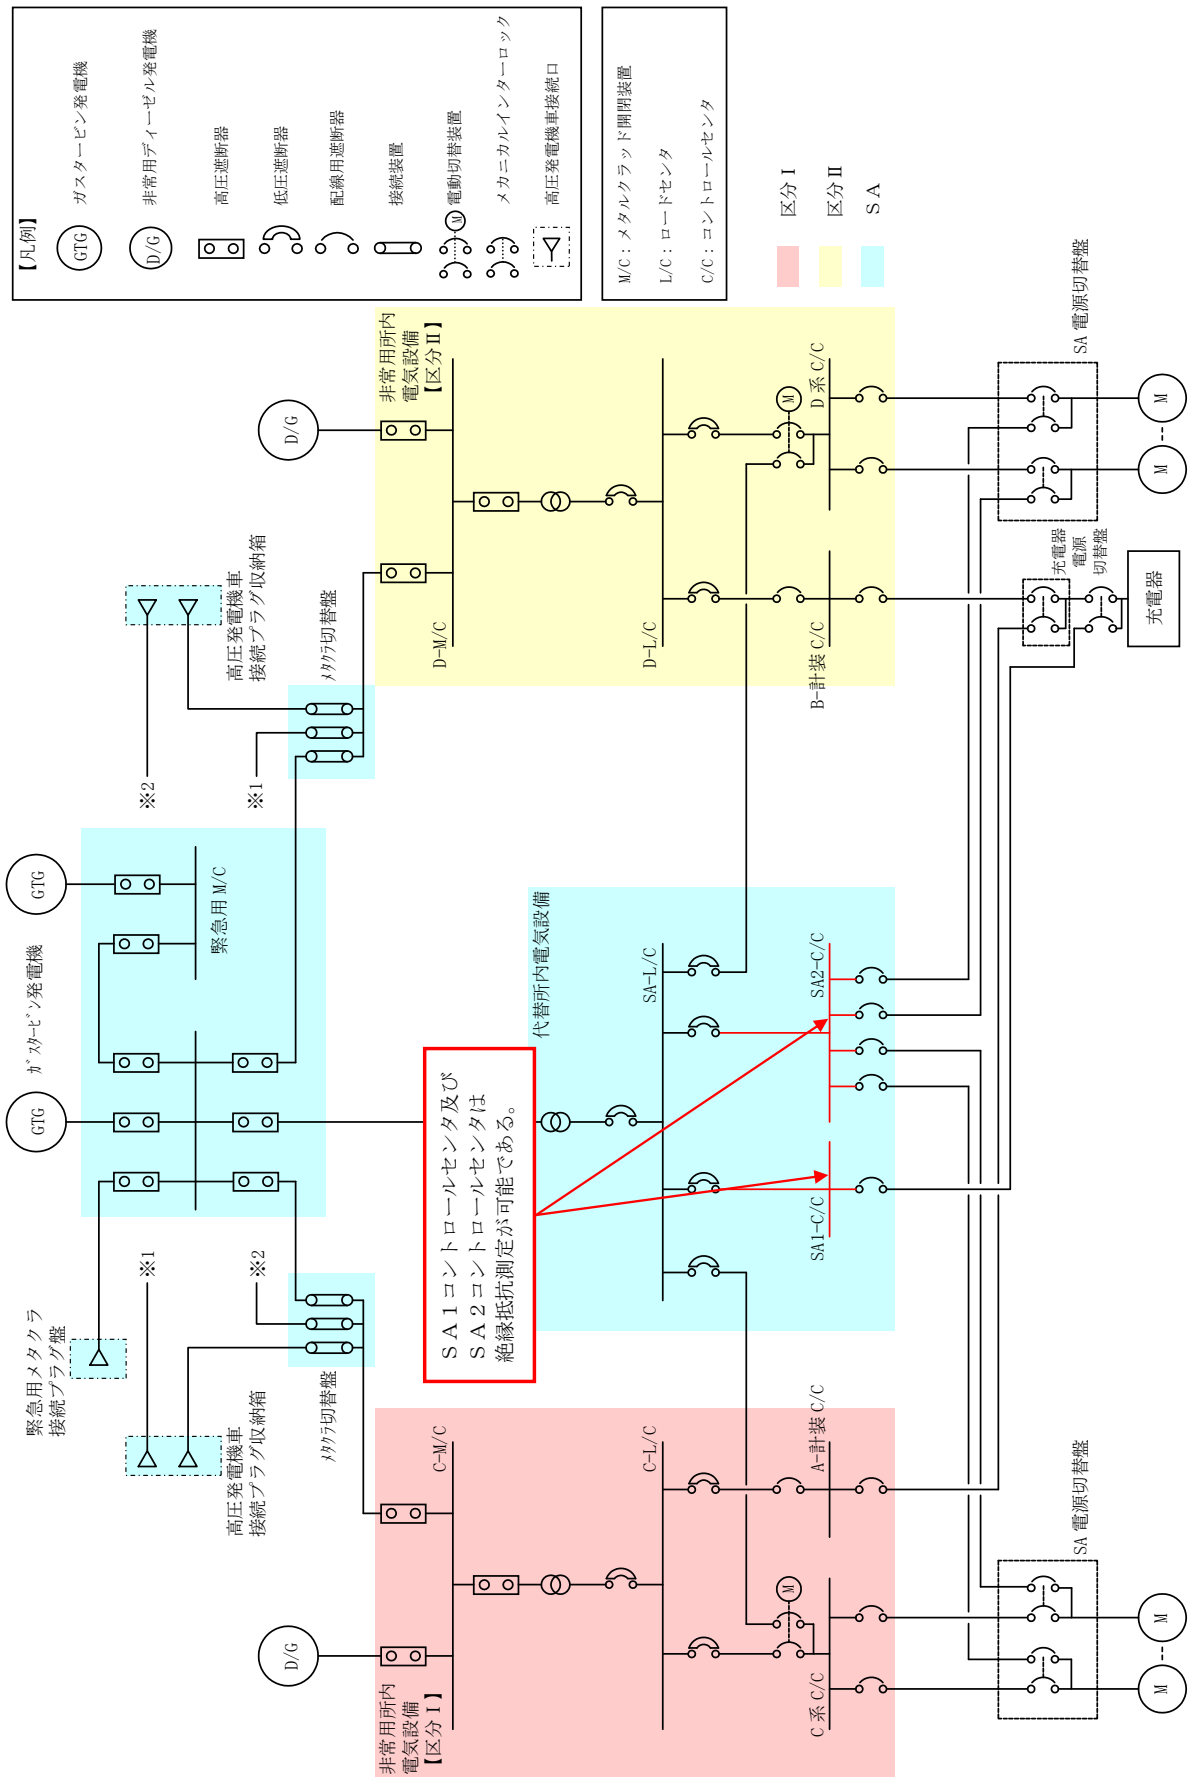 【凡例】
GTG
ガスタービン発電機
D/G
非常用ディーゼル発電機
高圧遮断器
低圧遮断器
配線用遮断器
接続装置
M
電動切替装置
メカニカルインターロック
高圧発電機車接続口
M/C：メタルクラッド開閉装置
L/C：ロードセンタ
C/C：コントロールセンタ
区分Ⅰ
区分Ⅱ
ＳＡ
緊急用メタクラ
接続プラグ盤
ｶﾞｽﾀｰﾋﾞﾝ発電機
GTG
GTG
緊急用 M/C
高圧発電機車
接続プラグ収納箱
※1
※2
ﾒﾀｸﾗ切替盤
高圧発電機車
接続プラグ収納箱
※2
※1
ﾒﾀｸﾗ切替盤
D/G
非常用所内
電気設備
【区分Ⅰ】
C-M/C
C-L/C
M
C 系 C/C
A-計装 C/C
ＳＡ１コントロールセンタ及び
ＳＡ２コントロールセンタは
絶縁抵抗測定が可能である。
代替所内電気設備
SA-L/C
SA1-C/C
SA2-C/C
D/G
非常用所内
電気設備
【区分Ⅱ】
D-M/C
D-L/C
M
B-計装 C/C
D 系 C/C
SA 電源切替盤
M
M
充電器
電源
切替盤
充電器
SA 電源切替盤
M
M